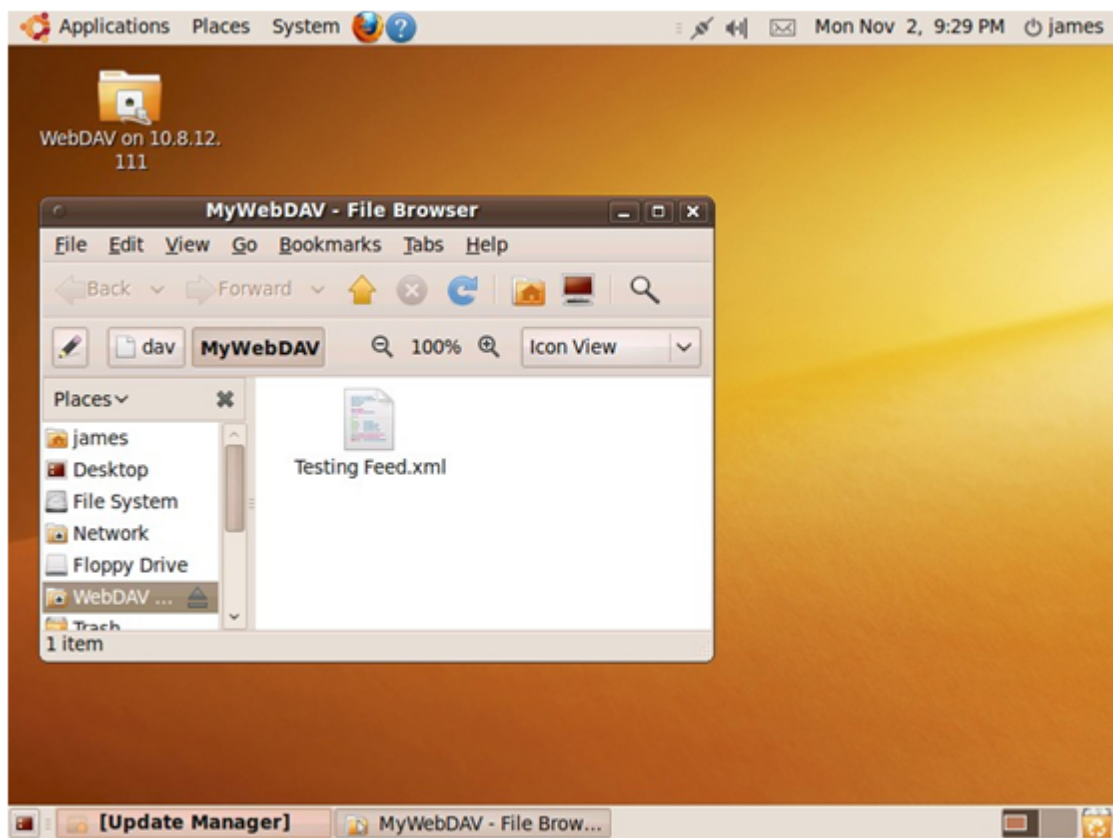 Applications Places System Mon Nov 2, 9:29 PM james
WebDAV on 10.8.12.
111
MyWebDAV - File Browser
File Edit View Go Bookmarks Tabs Help
Back Forward
dav MyWebDAV 100% Icon View
Places
james
Desktop
File System
Network
Floppy Drive
WebDAV ...
Trash
Testing Feed.xml
1 item
[Update Manager] MyWebDAV - File Brow...